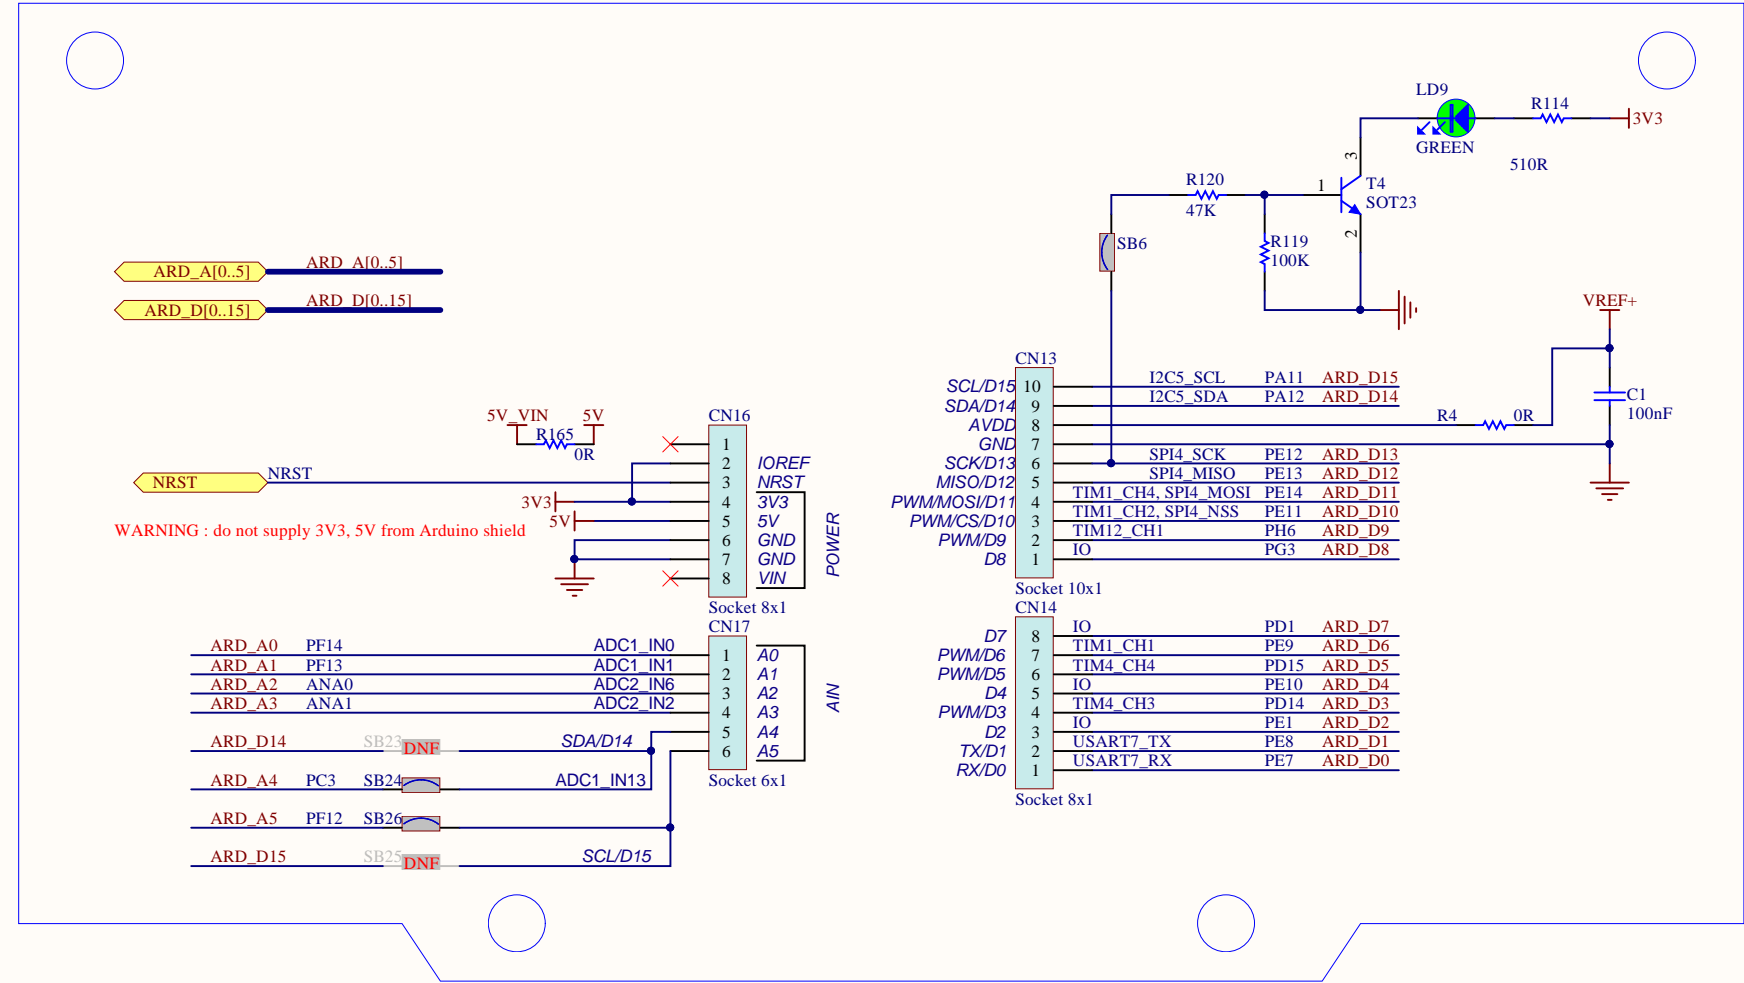 LD9
GREEN
R114
510R
3V3
R120
47K
1
3
2
T4
SOT23
SB6
R119
100K
ARD_A[0..5] ARD_A[0..5]
ARD_D[0..15] ARD_D[0..15]
VREF+
C1
100nF
R4 0R
5V_VIN 5V
R165
0R
NRST NRST
3V3
5V
WARNING : do not supply 3V3, 5V from Arduino shield
CN16
1
2 IOREF
3 NRST
4 3V3
5 5V
6 GND
7 GND
8 VIN
POWER
Socket 8x1
CN13
SCL/D15 10 I2C5_SCL PA11 ARD_D15
SDA/D14 9 I2C5_SDA PA12 ARD_D14
AVDD 8
GND 7
SCK/D13 6 SPI4_SCK PE12 ARD_D13
MISO/D12 5 SPI4_MISO PE13 ARD_D12
PWM/MOSI/D11 4 TIM1_CH4, SPI4_MOSI PE14 ARD_D11
PWM/CS/D10 3 TIM1_CH2, SPI4_NSS PE11 ARD_D10
PWM/D9 2 TIM12_CH1 PH6 ARD_D9
D8 1 IO PG3 ARD_D8
Socket 10x1
CN17
ARD_A0 PF14 ADC1_IN0 1 A0
ARD_A1 PF13 ADC1_IN1 2 A1
ARD_A2 ANA0 ADC2_IN6 3 A2
ARD_A3 ANA1 ADC2_IN2 4 A3
5 A4
6 A5
AIN
Socket 6x1
ARD_D14 SB23 DNF SDA/D14
ARD_A4 PC3 SB24 ADC1_IN13
ARD_A5 PF12 SB26
ARD_D15 SB25 DNF SCL/D15
CN14
D7 8 IO PD1 ARD_D7
PWM/D6 7 TIM1_CH1 PE9 ARD_D6
PWM/D5 6 TIM4_CH4 PD15 ARD_D5
D4 5 IO PE10 ARD_D4
PWM/D3 4 TIM4_CH3 PD14 ARD_D3
D2 3 IO PE1 ARD_D2
TX/D1 2 USART7_TX PE8 ARD_D1
RX/D0 1 USART7_RX PE7 ARD_D0
Socket 8x1